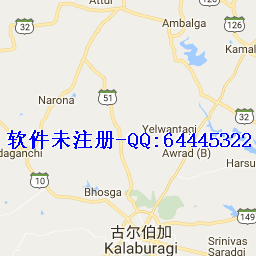 Attur
32
Ambalga
Kamal
Narona
51
32
Yelwantagi
软件未注册-QQ:64445322
daganchi
Awrad (B)
Harsu
10
Bhosga
149
古尔伯加
Kalaburagi
Srinivas
Saradgi